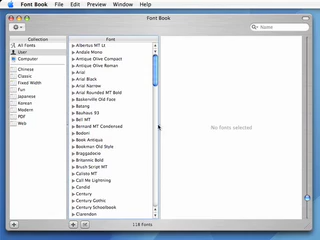 Font Book File Edit Preview Window Help
Font Book
Name
Collection
Font
All Fonts
User
Computer
Chinese
Classic
Fixed Width
Fun
Japanese
Korean
Modern
PDF
Web
Albertus MT Lt
Andale Mono
Antique Olive Compact
Antique Olive Roman
Arial
Arial Black
Arial Narrow
Arial Rounded MT Bold
Baskerville Old Face
Batang
Bauhaus 93
Bell MT
Bernard MT Condensed
Bodoni
Book Antiqua
Bookman Old Style
Braggadocio
Britannic Bold
Brush Script MT
Calisto MT
Call Me Lightening
Candid
Century
Century Gothic
Century Schoolbook
Clarendon
No fonts selected
118 Fonts